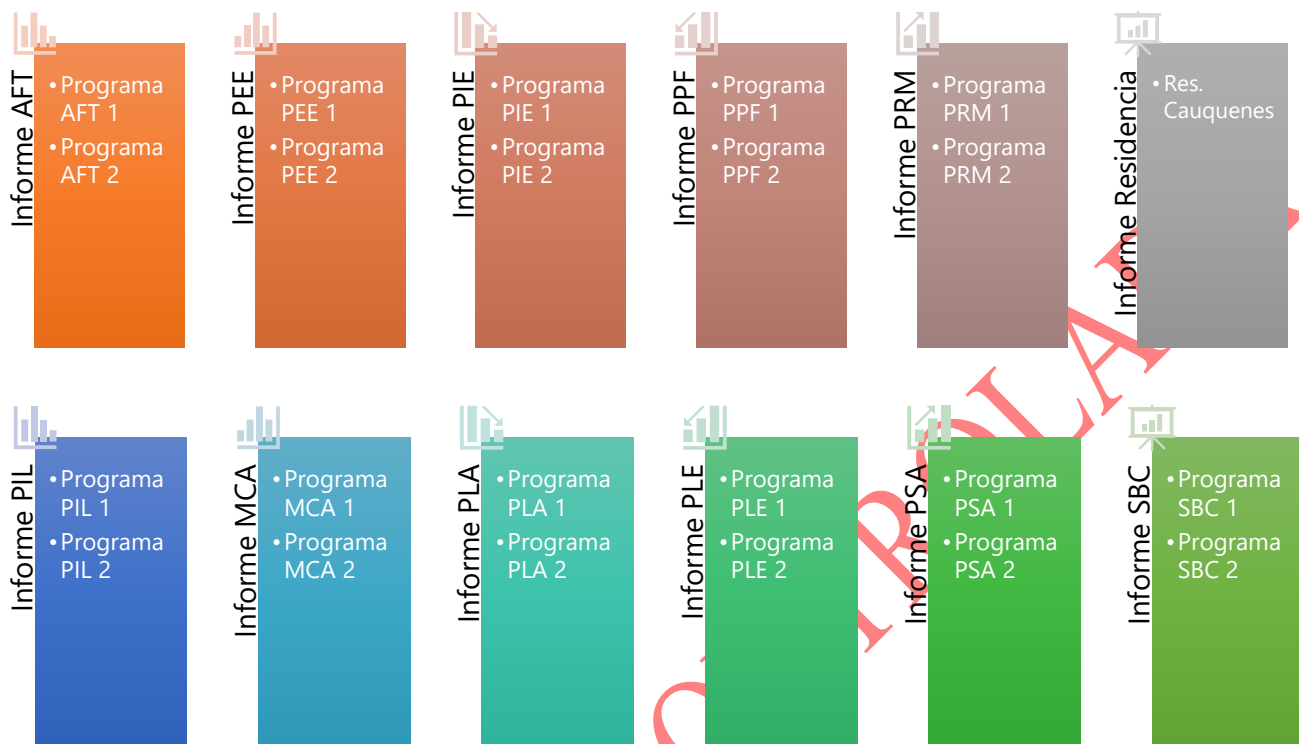 Informe AFT
•Programa
AFT 1
•Programa
AFT 2
Informe PEE
•Programa
PEE 1
•Programa
PEE 2
Informe PIE
•Programa
PIE 1
•Programa
PIE 2
Informe PPF
•Programa
PPF 1
•Programa
PPF 2
Informe PRM
•Programa
PRM 1
•Programa
PRM 2
Informe Residencia
•Res.
Cauquenes
Informe PIL
•Programa
PIL 1
•Programa
PIL 2
Informe MCA
•Programa
MCA 1
•Programa
MCA 2
Informe PLA
•Programa
PLA 1
•Programa
PLA 2
Informe PLE
•Programa
PLE 1
•Programa
PLE 2
Informe PSA
•Programa
PSA 1
•Programa
PSA 2
Informe SBC
•Programa
SBC 1
•Programa
SBC 2